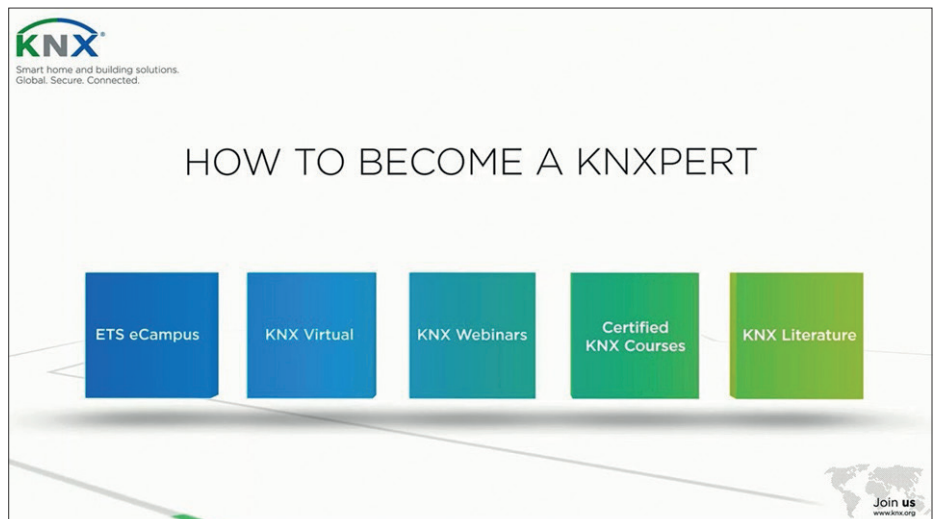 KNX®
Smart home and building solutions.
Global. Secure. Connected.
HOW TO BECOME A KNXPERT
ETS eCampus
KNX Virtual
KNX Webinars
Certified
KNX Courses
KNX Literature
Join us
www.knx.org